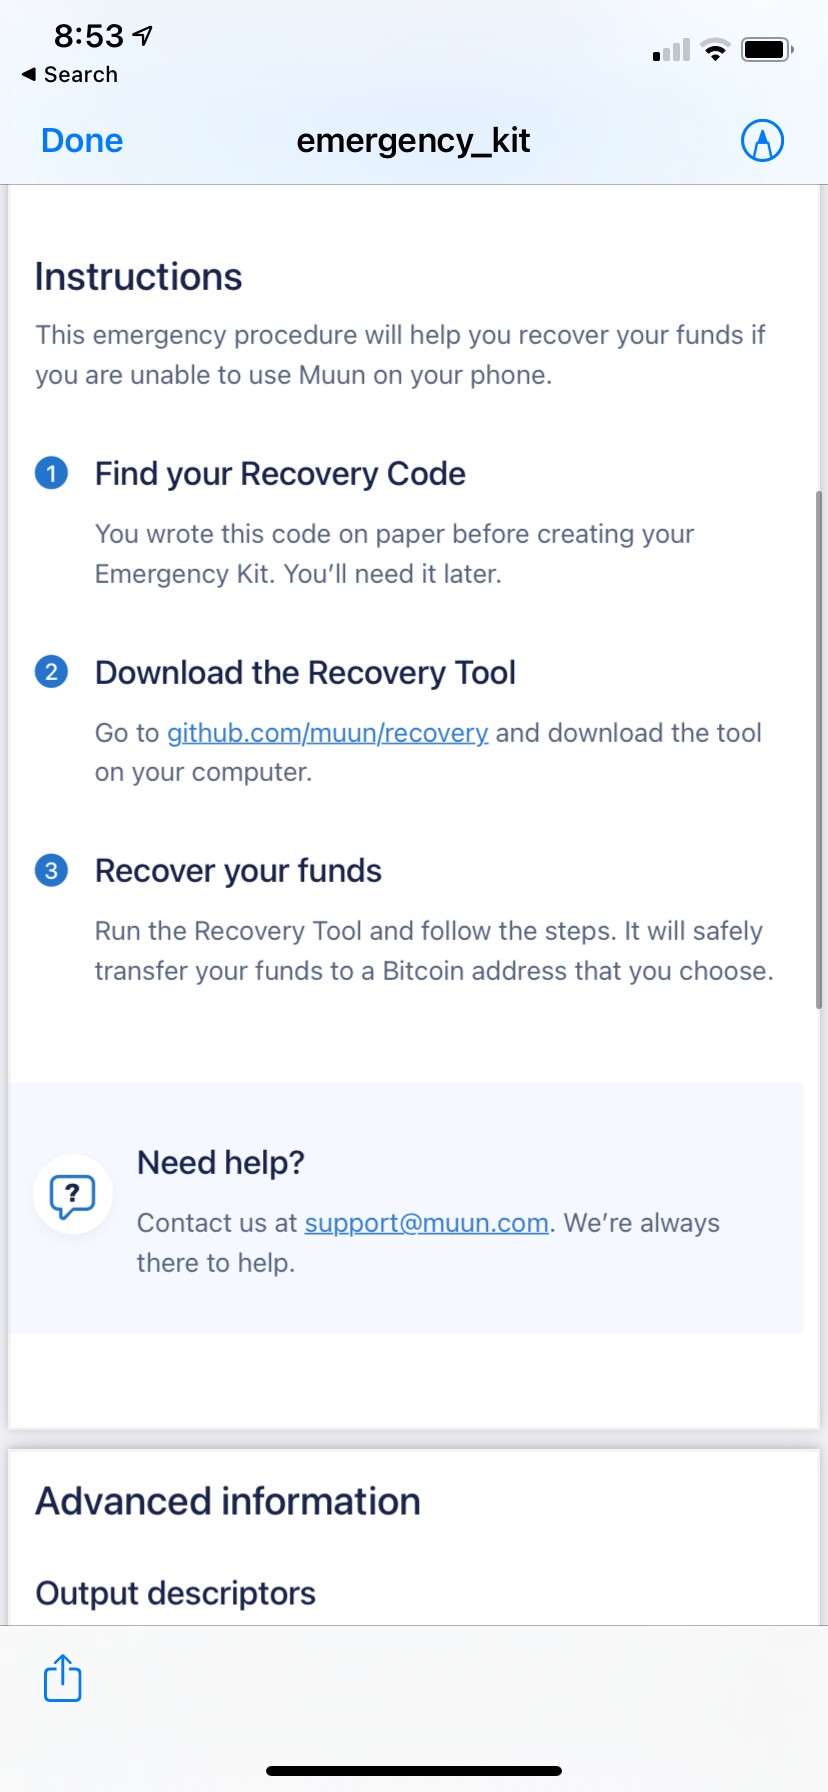 8:53
◀ Search
Done
emergency_kit
Instructions
This emergency procedure will help you recover your funds if
you are unable to use Muun on your phone.
1 Find your Recovery Code
You wrote this code on paper before creating your
Emergency Kit. You’ll need it later.
2 Download the Recovery Tool
Go to github.com/muun/recovery and download the tool
on your computer.
3 Recover your funds
Run the Recovery Tool and follow the steps. It will safely
transfer your funds to a Bitcoin address that you choose.
?
Need help?
Contact us at support@muun.com. We’re always
there to help.
Advanced information
Output descriptors